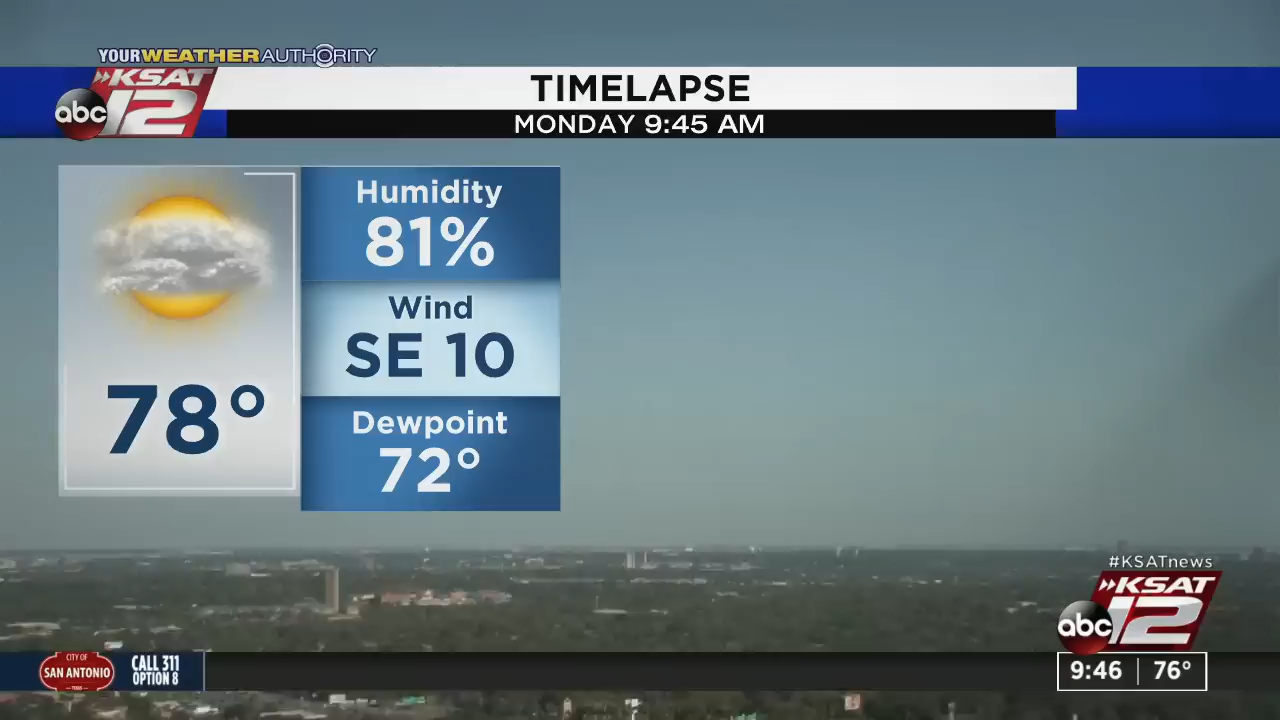 YOURWEATHERAUTHORITY
KSAT
abc 12
TIMELAPSE
MONDAY 9:45 AM
Humidity
81%
Wind
SE 10
Dewpoint
72°
78°
#KSATnews
KSAT
abc 12
CITY OF
SAN ANTONIO
TEXAS
CALL 311
OPTION 8
9:46 76°